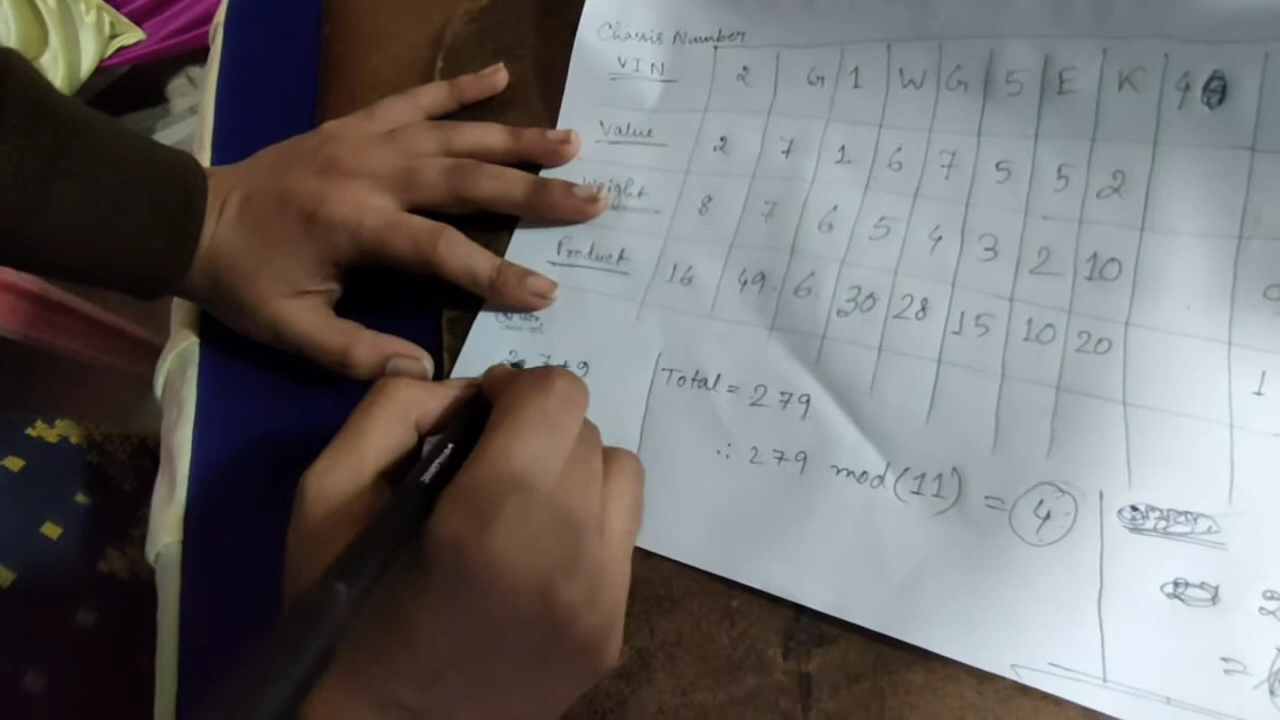 Chassis Number
VIN 2 G 1 W G 5 E K 4
Value 2 7 1 6 7 5 5 2
Weight 8 7 6 5 4 3 2 10
Product 16 49 6 30 28 15 10 20
7+9
Total = 279
∴ 279 mod (11) = 4